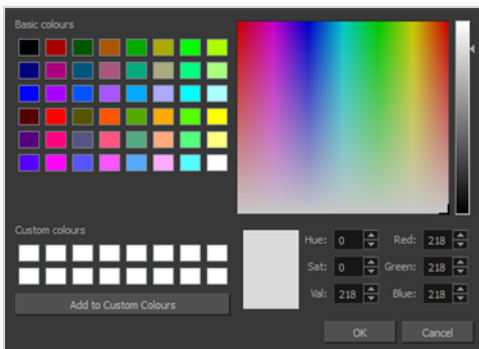 Basic colours
Custom colours
Add to Custom Colours
Hue: 0 Red: 218
Sat: 0 Green: 218
Val: 218 Blue: 218
OK Cancel